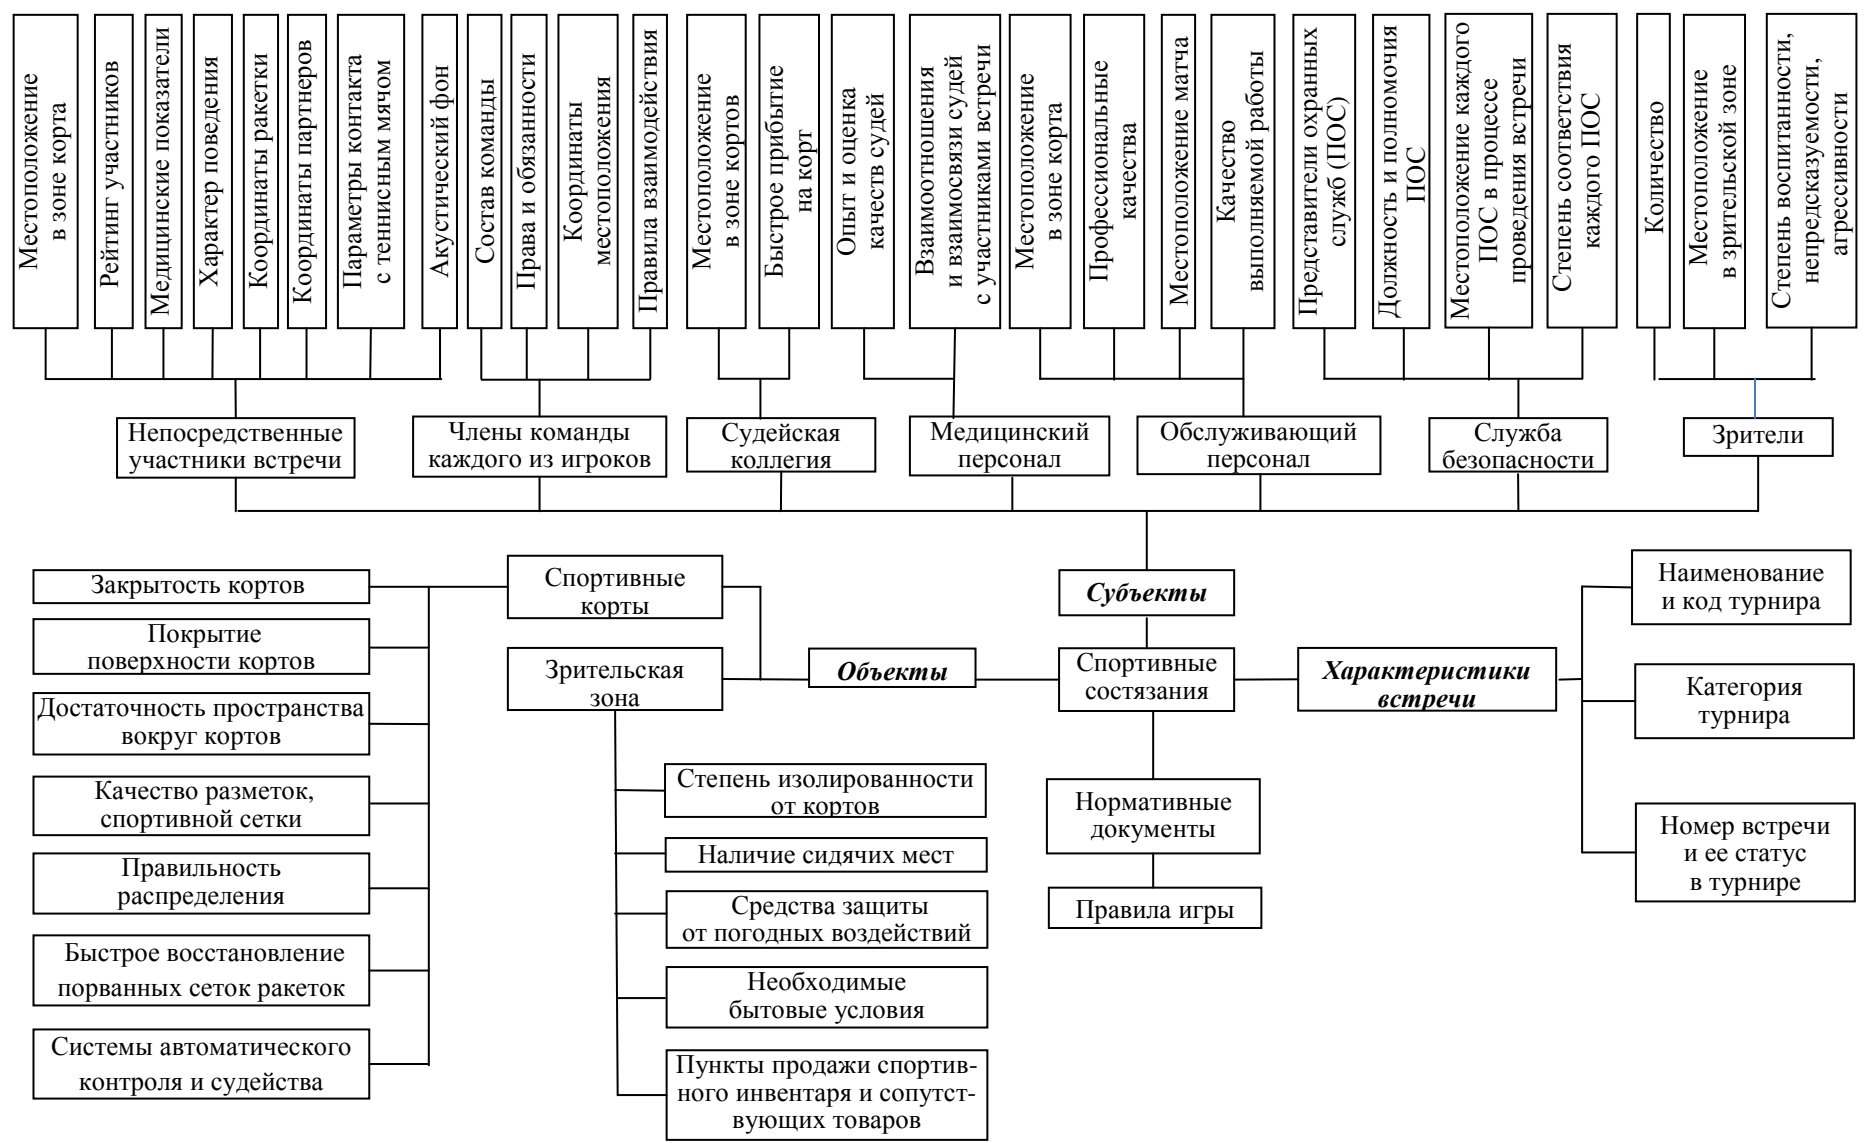 Местоположение
в зоне корта
Рейтинг участников
Медицинские показатели
Характер поведения
Координаты ракетки
Координаты партнеров
Параметры контакта
с теннисным мячом
Акустический фон
Состав команды
Права и обязанности
Координаты
местоположения
Правила взаимодействия
Местоположение
в зоне кортов
Быстрое прибытие
на корт
Опыт и оценка
качеств судей
Взаимоотношения
и взаимосвязи судей
с участниками встречи
Местоположение
в зоне корта
Профессиональные
качества
Местоположение матча
Качество
выполняемой работы
Представители охранных
служб (ПОС)
Должность и полномочия
ПОС
Местоположение каждого
ПОС в процессе
проведения встречи
Степень соответствия
каждого ПОС
Количество
Местоположение
в зрительской зоне
Степень воспитанности,
непредсказуемости,
агрессивности
Непосредственные
участники встречи
Члены команды
каждого из игроков
Судейская
коллегия
Медицинский
персонал
Обслуживающий
персонал
Служба
безопасности
Зрители
Закрытость кортов
Покрытие
поверхности кортов
Достаточность пространства
вокруг кортов
Качество разметок,
спортивной сетки
Правильность
распределения
Быстрое восстановление
порванных сеток ракеток
Системы автоматического
контроля и судейства
Спортивные
корты
Зрительская
зона
Степень изолированности
от кортов
Наличие сидячих мест
Средства защиты
от погодных воздействий
Необходимые
бытовые условия
Пункты продажи спортив-
ного инвентаря и сопутст-
вующих товаров
Объекты
Субъекты
Спортивные
состязания
Нормативные
документы
Правила игры
Характеристики
встречи
Наименование
и код турнира
Категория
турнира
Номер встречи
и ее статус
в турнире